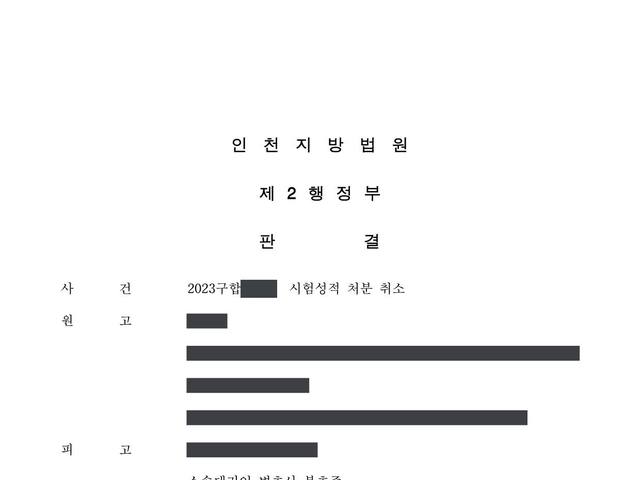 인 천 지 방 법 원
제 2 행 정 부
판 결
사 건 2023구합 시험성적 처분 취소
원 고
피 고